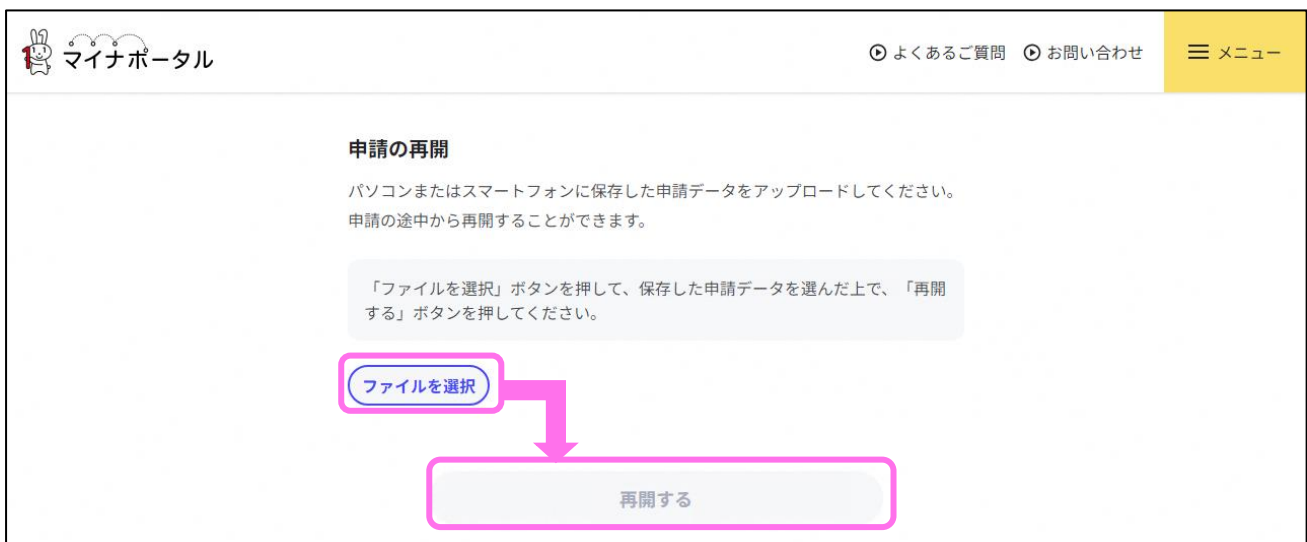 マイナポータル
よくあるご質問 お問い合わせ メニュー
申請の再開
パソコンまたはスマートフォンに保存した申請データをアップロードしてください。
申請の途中から再開することができます。
「ファイルを選択」ボタンを押して、保存した申請データを選んだ上で、「再開
する」ボタンを押してください。
ファイルを選択
再開する